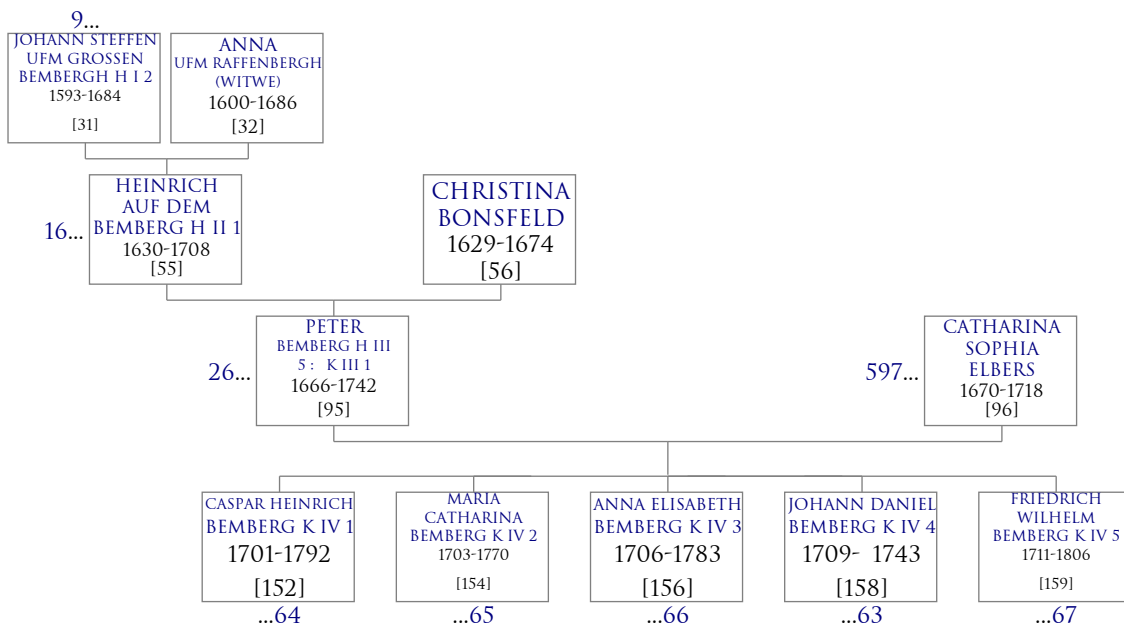 9...
JOHANN STEFFEN
UFM GROSSEN
BEMBERGH H I 2
1593-1684
[31]
ANNA
UFM RAFFENBERGH
(WITWE)
1600-1686
[32]
16...
HEINRICH
AUF DEM
BEMBERG H II 1
1630-1708
[55]
CHRISTINA
BONSFELD
1629-1674
[56]
26...
PETER
BEMBERG H III
5 : K III 1
1666-1742
[95]
597...
CATHARINA
SOPHIA
ELBERS
1670-1718
[96]
CASPAR HEINRICH
BEMBERG K IV 1
1701-1792
[152]
...64
MARIA
CATHARINA
BEMBERG K IV 2
1703-1770
[154]
...65
ANNA ELISABETH
BEMBERG K IV 3
1706-1783
[156]
...66
JOHANN DANIEL
BEMBERG K IV 4
1709- 1743
[158]
...63
FRIEDRICH
WILHELM
BEMBERG K IV 5
1711-1806
[159]
...67